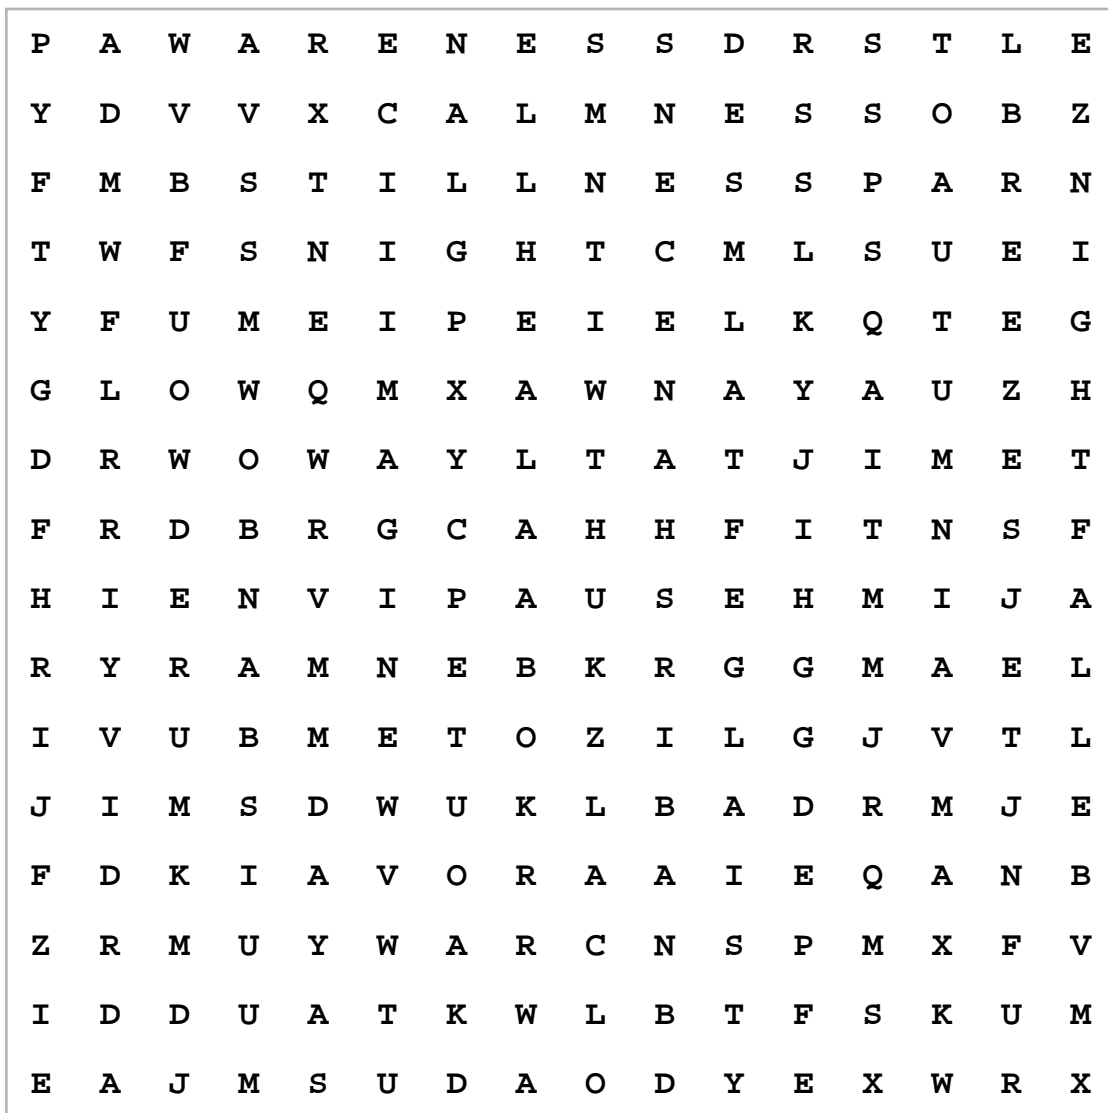 P A W A R E N E S S D R S T L E
Y D V V X C A L M N E S S O B Z
F M B S T I L L N E S S P A R N
T W F S N I G H T C M L S U E I
Y F U M E I P E I E L K Q T E G
G L O W Q M X A W N A Y A U Z H
D R W O W A Y L T A T J I M E T
F R D B R G C A H H F I T N S F
H I E N V I P A U S E H M I J A
R Y R A M N E B K R G G M A E L
I V U B M E T O Z I L G J V T L
J I M S D W U K L B A D R M J E
F D K I A V O R A A I E Q A N B
Z R M U Y W A R C N S P M X F V
I D D U A T K W L B T F S K U M
E A J M S U D A O D Y E X W R X